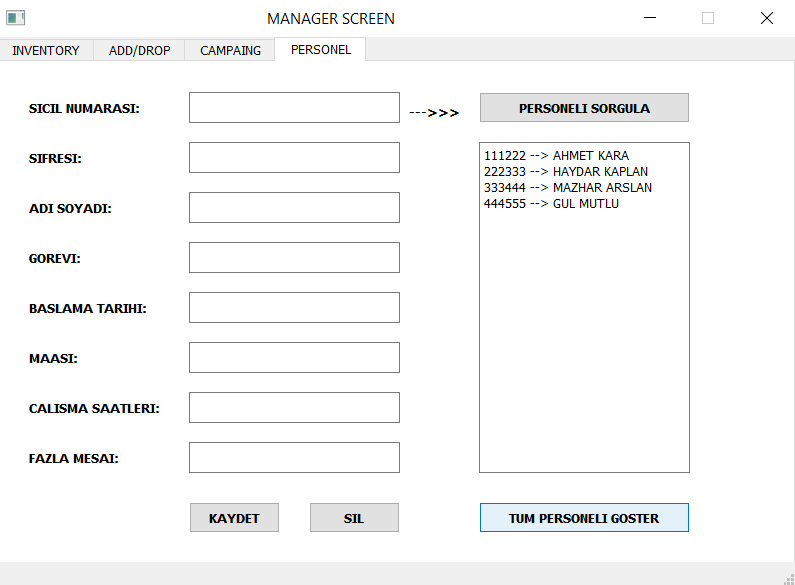 MANAGER SCREEN
INVENTORY ADD/DROP CAMPAING PERSONEL
SICIL NUMARASI: --->>> PERSONELI SORGULA
SIFRESI:
111222 --> AHMET KARA
222333 --> HAYDAR KAPLAN
333444 --> MAZHAR ARSLAN
444555 --> GUL MUTLU
ADI SOYADI:
GOREVI:
BASLAMA TARIHI:
MAASI:
CALISMA SAATLERI:
FAZLA MESAI:
KAYDET SIL TUM PERSONELI GOSTER